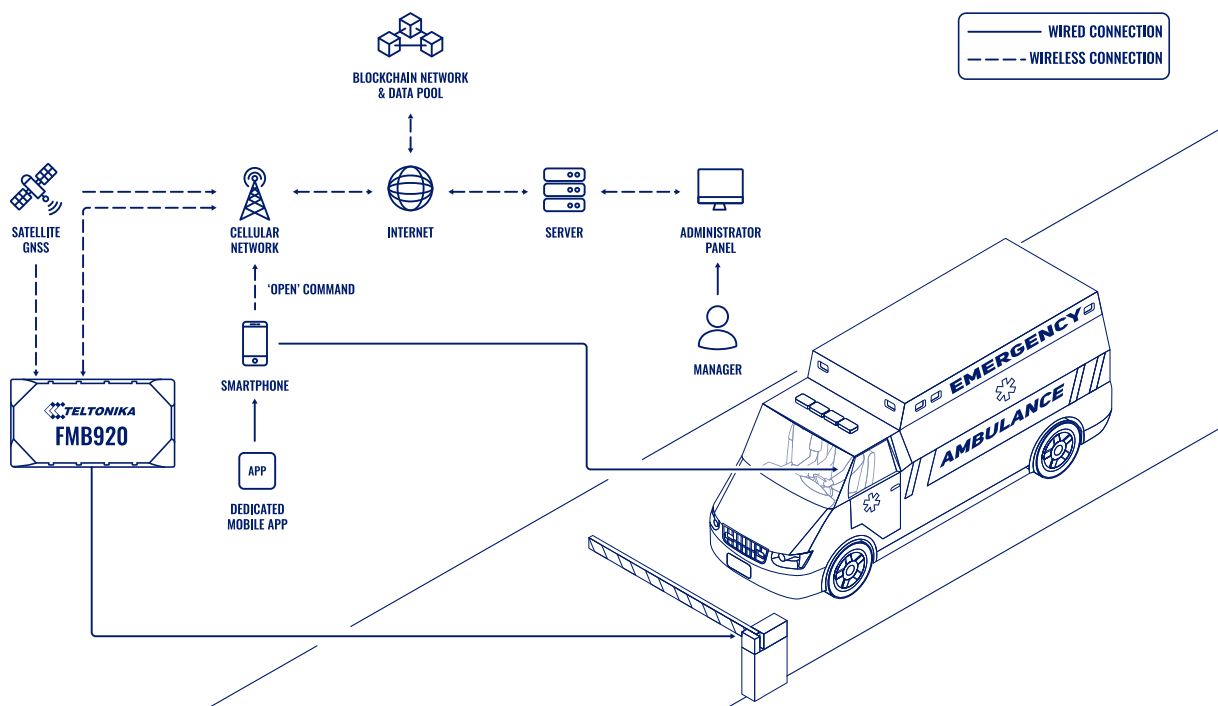 WIRED CONNECTION
WIRELESS CONNECTION
BLOCKCHAIN NETWORK
& DATA POOL
SATELLITE
GNSS
CELLULAR
NETWORK
INTERNET
SERVER
ADMINISTRATOR
PANEL
'OPEN' COMMAND
SMARTPHONE
MANAGER
TELTONIKA
FMB920
APP
DEDICATED
MOBILE APP
EMERGENCY
AMBULANCE